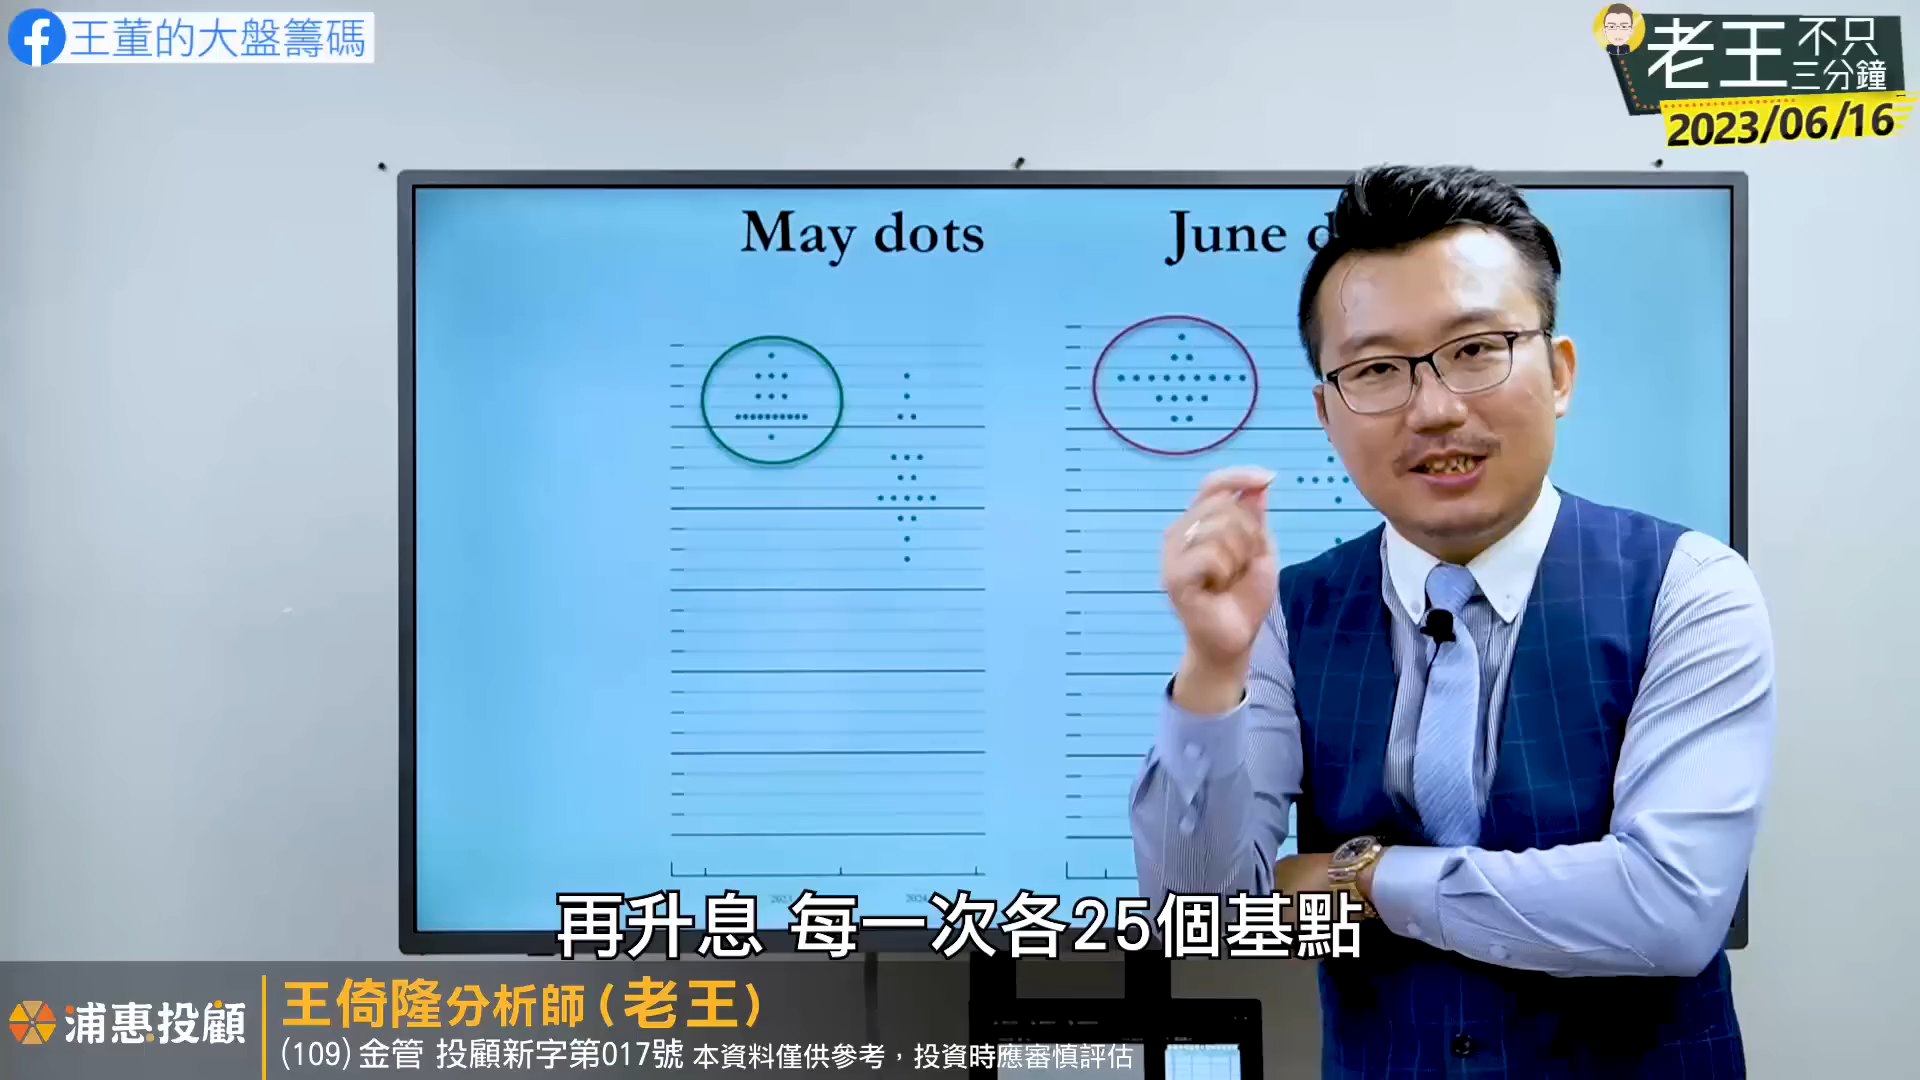 王董的大盤籌碼
老王不只三分鐘
2023/06/16
May dots
June d
再升息 每一次各25個基點
浦惠投顧
王倚隆分析師(老王)
(109)金管 投顧新字第017號 本資料僅供參考，投資時應審慎評估